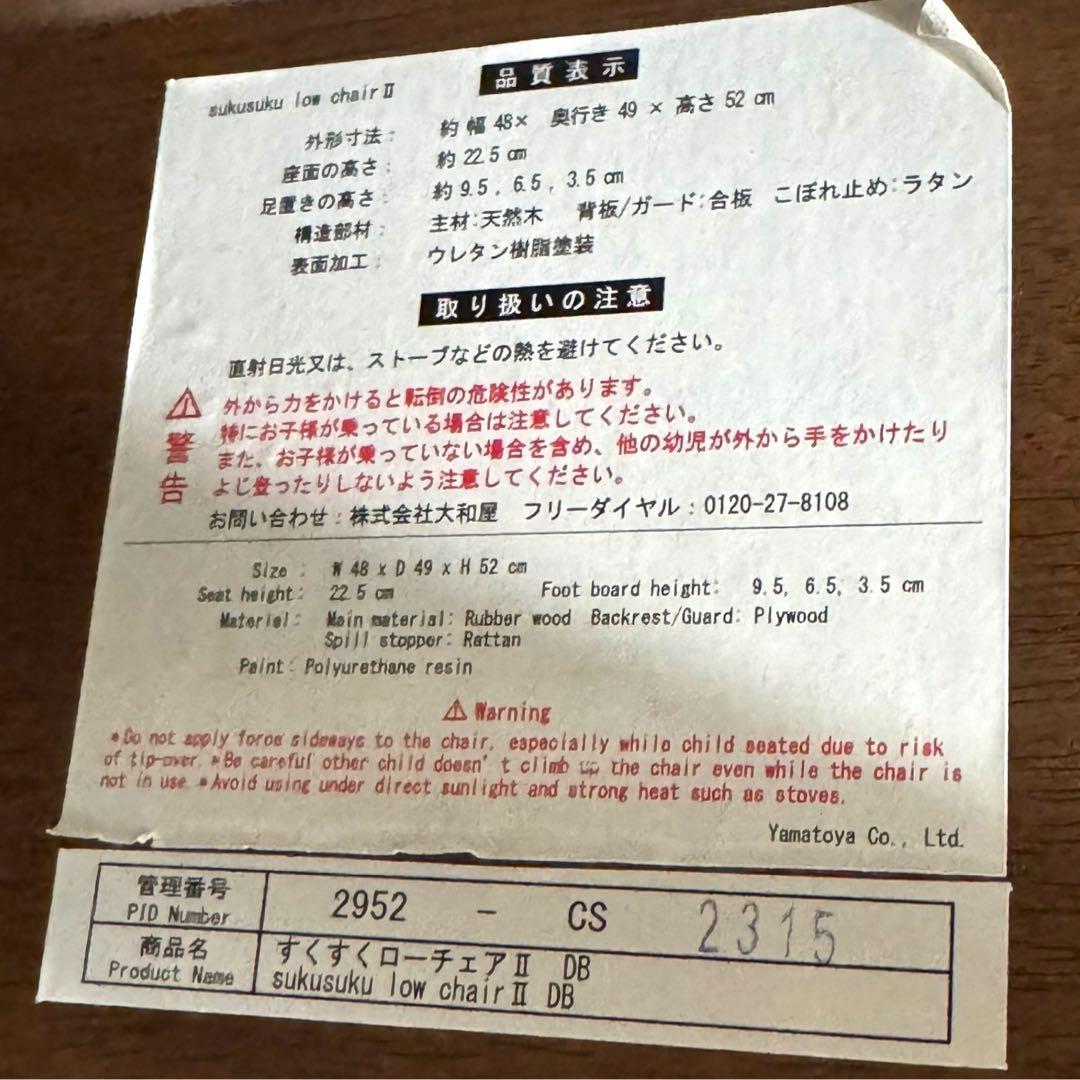 品質表示
sukusuku low chairⅡ
外形寸法： 約 幅 48× 奥行き 49 × 高さ 52 cm
座面の高さ： 約 22.5 cm
足置きの高さ： 約 9.5 , 6.5 , 3.5 cm
構造部材： 主材:天然木 背板/ガード:合板 こぼれ止め:ラタン
表面加工： ウレタン樹脂塗装
取り扱いの注意
直射日光又は、ストーブなどの熱を避けてください。
⚠警告
外から力をかけると転倒の危険性があります。
特にお子様が乗っている場合は注意してください。
また、お子様が乗っていない場合を含め、他の幼児が外から手をかけたり
よじ登ったりしないよう注意してください。
お問い合わせ：株式会社大和屋 フリーダイヤル：0120-27-8108
Size : W 48 x D 49 x H 52 cm
Seat height: 22.5 cm Foot board height: 9.5, 6.5, 3.5 cm
Material: Main material: Rubber wood Backrest/Guard: Plywood
Spill stopper: Rattan
Paint: Polyurethane resin
⚠Warning
*Do not apply force sideways to the chair, especially while child seated due to risk
of tip-over. *Be careful other child doesn't climb up the chair even while the chair is
not in use. *Avoid using under direct sunlight and strong heat such as stoves.
Yamatoya Co., Ltd.
管理番号
PID Number
2952 - CS 2315
商品名
Product Name
すくすくローチェアⅡ DB
sukusuku low chairⅡ DB